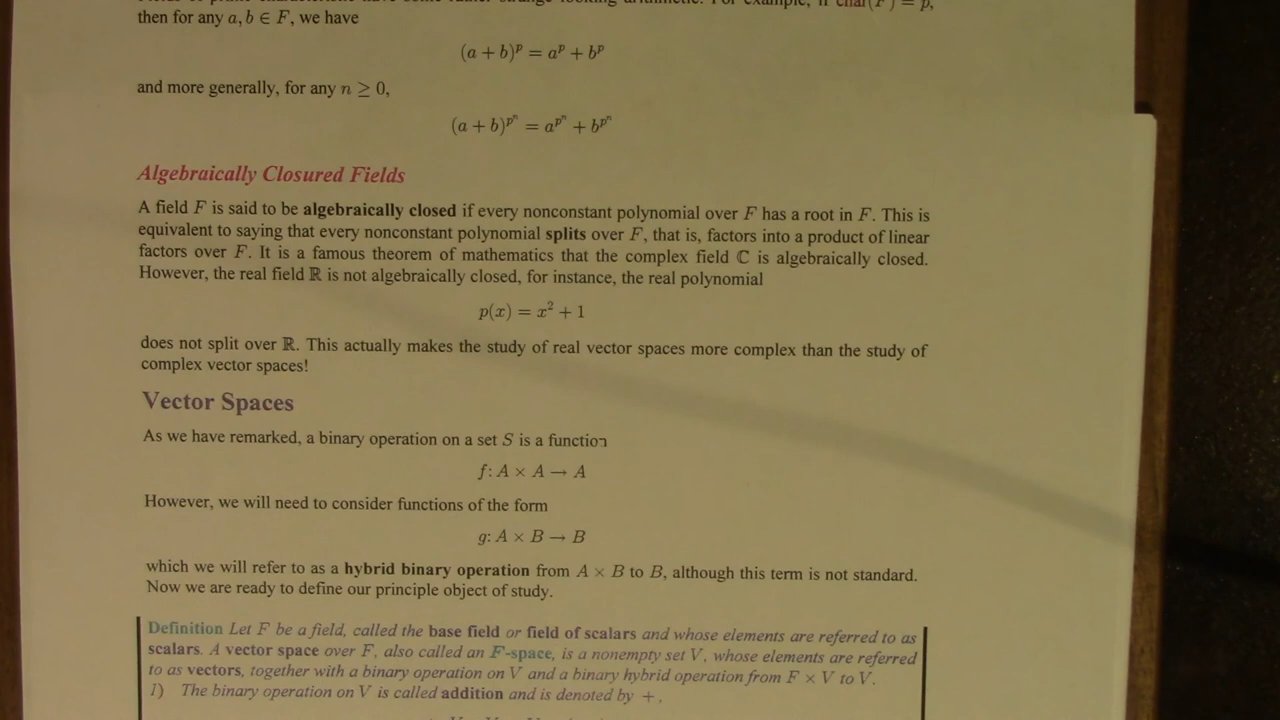 char(F) = p,
then for any a, b ∈ F, we have
(a + b)^p = a^p + b^p
and more generally, for any n ≥ 0,
(a + b)^{p^n} = a^{p^n} + b^{p^n}
Algebraically Closured Fields
A field F is said to be algebraically closed if every nonconstant polynomial over F has a root in F. This is
equivalent to saying that every nonconstant polynomial splits over F, that is, factors into a product of linear
factors over F. It is a famous theorem of mathematics that the complex field ℂ is algebraically closed.
However, the real field ℝ is not algebraically closed, for instance, the real polynomial
p(x) = x² + 1
does not split over ℝ. This actually makes the study of real vector spaces more complex than the study of
complex vector spaces!
Vector Spaces
As we have remarked, a binary operation on a set S is a function
f: A × A → A
However, we will need to consider functions of the form
g: A × B → B
which we will refer to as a hybrid binary operation from A × B to B, although this term is not standard.
Now we are ready to define our principle object of study.
Definition Let F be a field, called the base field or field of scalars and whose elements are referred to as
scalars. A vector space over F, also called an F-space, is a nonempty set V, whose elements are referred
to as vectors, together with a binary operation on V and a binary hybrid operation from F × V to V.
1) The binary operation on V is called addition and is denoted by +,